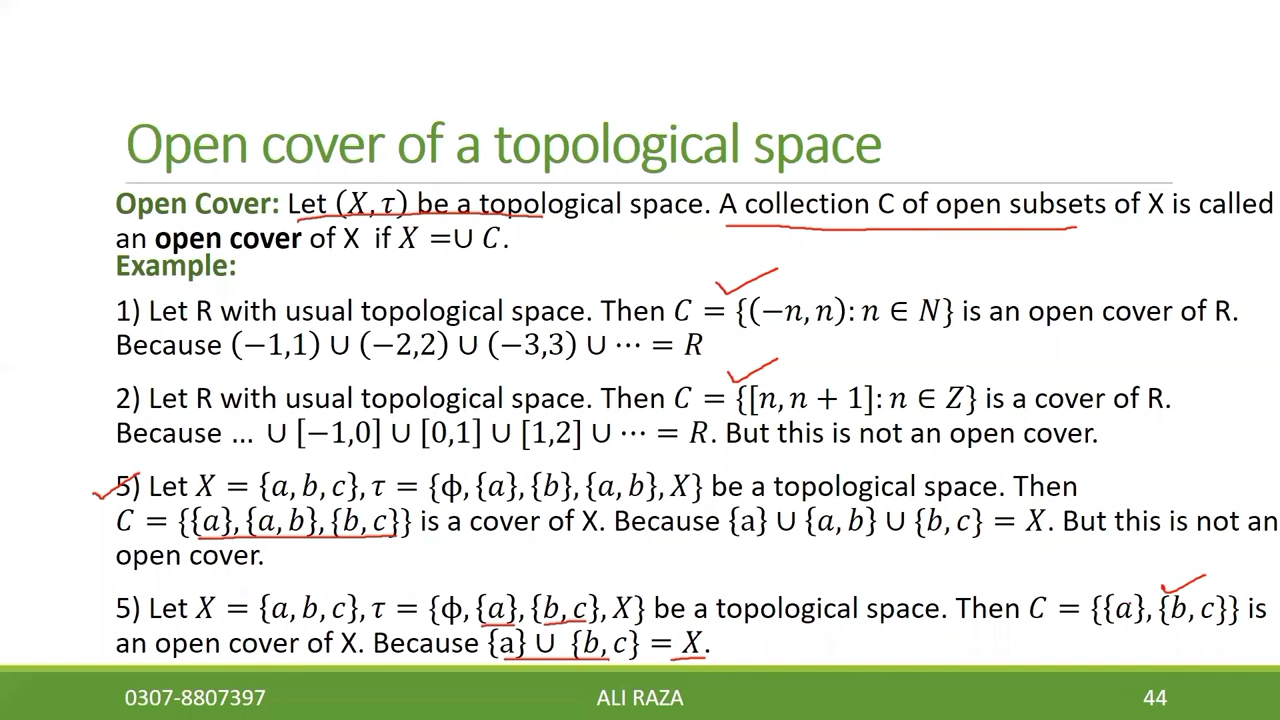 Open cover of a topological space
Open Cover: Let (X, τ) be a topological space. A collection C of open subsets of X is called
an open cover of X if X =∪ C.
Example:
1) Let R with usual topological space. Then C = {(−n, n): n ∈ N} is an open cover of R.
Because (−1,1) ∪ (−2,2) ∪ (−3,3) ∪ ⋯ = R
2) Let R with usual topological space. Then C = {[n, n + 1]: n ∈ Z} is a cover of R.
Because … ∪ [−1,0] ∪ [0,1] ∪ [1,2] ∪ ⋯ = R. But this is not an open cover.
5) Let X = {a, b, c}, τ = {ϕ, {a}, {b}, {a, b}, X} be a topological space. Then
C = {{a}, {a, b}, {b, c}} is a cover of X. Because {a} ∪ {a, b} ∪ {b, c} = X. But this is not an
open cover.
5) Let X = {a, b, c}, τ = {ϕ, {a}, {b, c}, X} be a topological space. Then C = {{a}, {b, c}} is
an open cover of X. Because {a} ∪ {b, c} = X.
0307-8807397 ALI RAZA 44